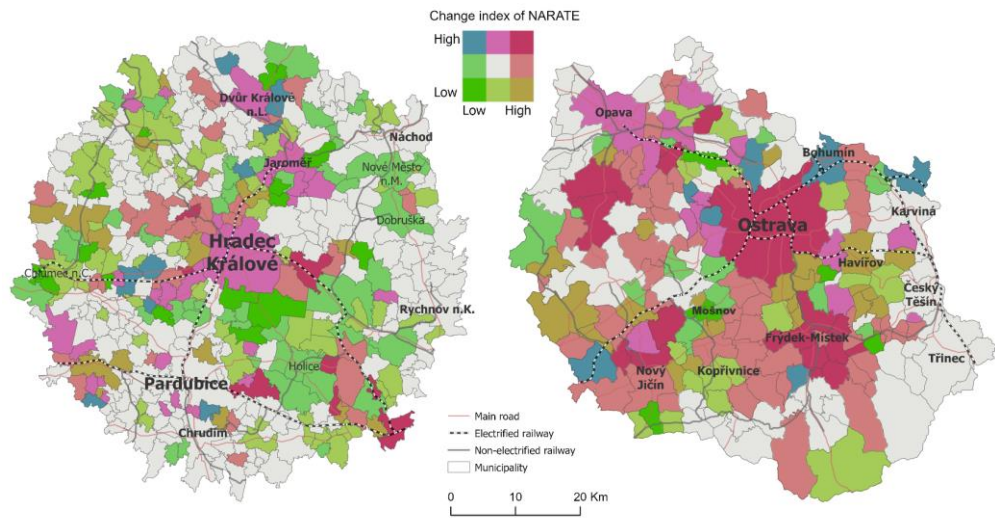 Change index of NARATE
High
Low
Low
High
Dvůr Králové
n.L.
Náchod
Jaroměř
Nové Město
n.M.
Dobruška
Hradec
Králové
Chlumec n.C.
Rychnov n.K.
Holice
Pardubice
Chrudim
Opava
Bohumín
Ostrava
Karviná
Havířov
Český
Těšín
Mošnov
Frýdek-Místek
Třinec
Nový
Jičín
Kopřivnice
Main road
Electrified railway
Non-electrified railway
Municipality
0
10
20 Km